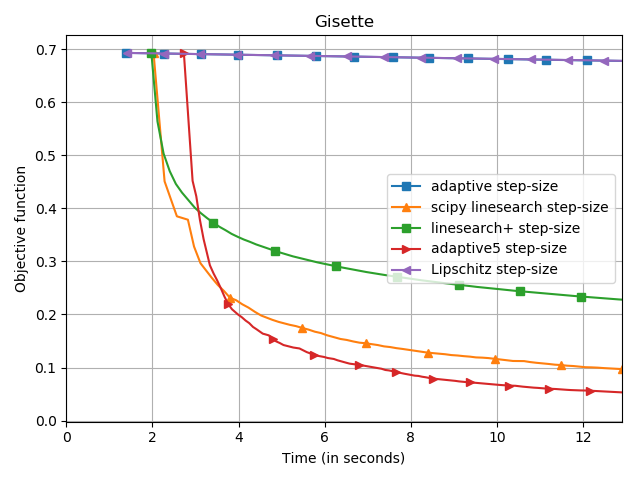 Gisette
0.7
0.6
0.5
0.4
0.3
0.2
0.1
0.0
Objective function
adaptive step-size
scipy linesearch step-size
linesearch+ step-size
adaptive5 step-size
Lipschitz step-size
0 2 4 6 8 10 12
Time (in seconds)